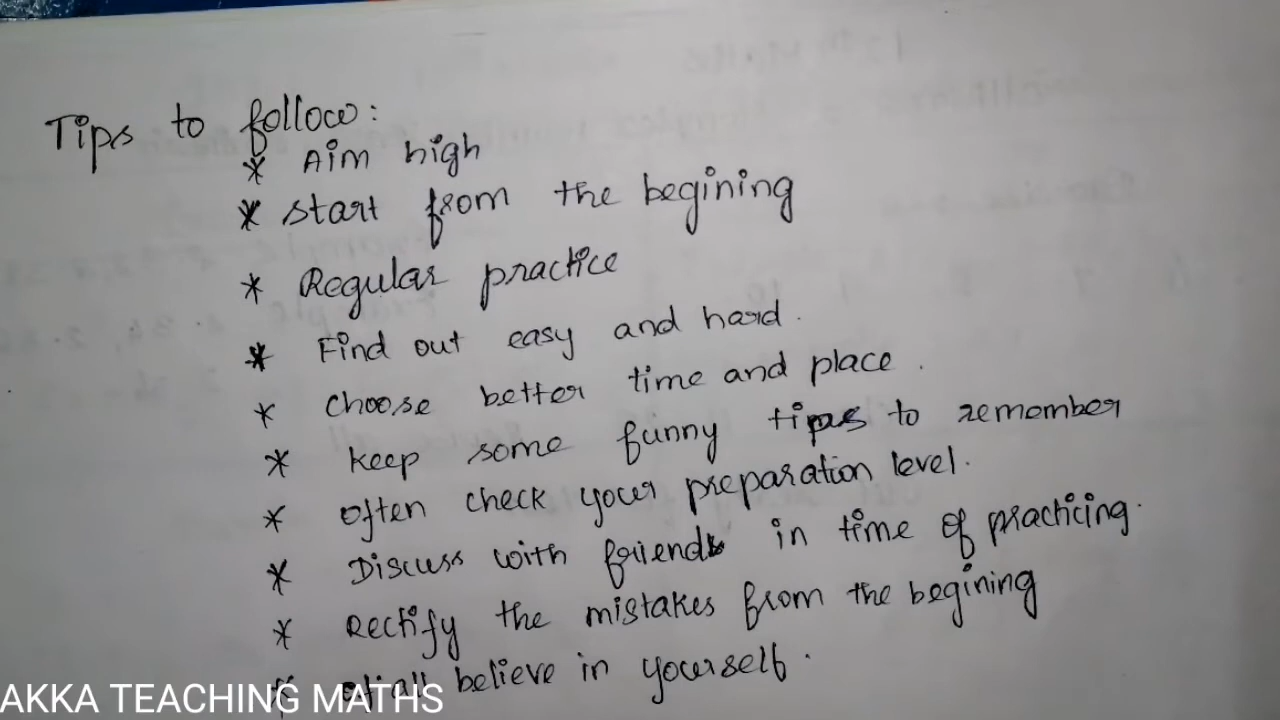 Tips to follow:
* Aim high
* start from the begining
* Regular practice
* Find out easy and hard.
* choose better time and place.
* keep some funny tips to remember
* often check your preparation level.
* Discuss with friends in time of practicing.
* Rectify the mistakes from the begining
* of all believe in yourself.
AKKA TEACHING MATHS